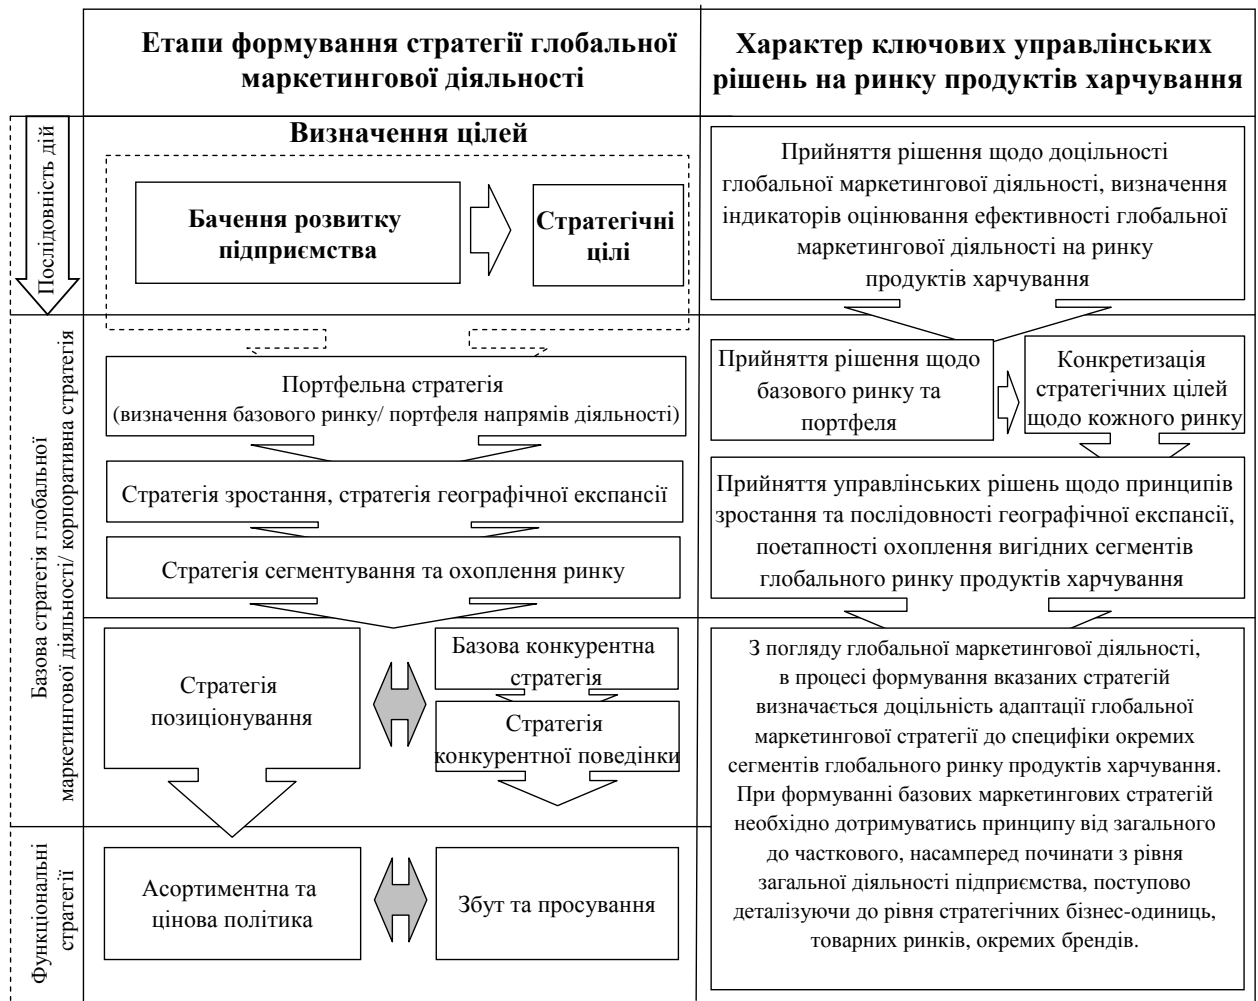 Етапи формування стратегії глобальної
маркетингової діяльності
Характер ключових управлінських
рішень на ринку продуктів харчування
Послідовність дій
Визначення цілей
Бачення розвитку
підприємства
Стратегічні
цілі
Прийняття рішення щодо доцільності
глобальної маркетингової діяльності, визначення
індикаторів оцінювання ефективності глобальної
маркетингової діяльності на ринку
продуктів харчування
Базова стратегія глобальної
маркетингової діяльності/ корпоративна стратегія
Портфельна стратегія
(визначення базового ринку/ портфеля напрямів діяльності)
Прийняття рішення щодо
базового ринку та
портфеля
Конкретизація
стратегічних цілей
щодо кожного ринку
Стратегія зростання, стратегія географічної експансії
Стратегія сегментування та охоплення ринку
Прийняття управлінських рішень щодо принципів
зростання та послідовності географічної експансії,
поетапності охоплення вигідних сегментів
глобального ринку продуктів харчування
Стратегія
позиціонування
Базова конкурентна
стратегія
Стратегія
конкурентної поведінки
З погляду глобальної маркетингової діяльності,
в процесі формування вказаних стратегій
визначається доцільність адаптації глобальної
маркетингової стратегії до специфіки окремих
сегментів глобального ринку продуктів харчування.
При формуванні базових маркетингових стратегій
необхідно дотримуватись принципу від загального
до часткового, насамперед починати з рівня
загальної діяльності підприємства, поступово
деталізуючи до рівня стратегічних бізнес-одиниць,
товарних ринків, окремих брендів.
Функціональні
стратегії
Асортиментна та
цінова політика
Збут та просування